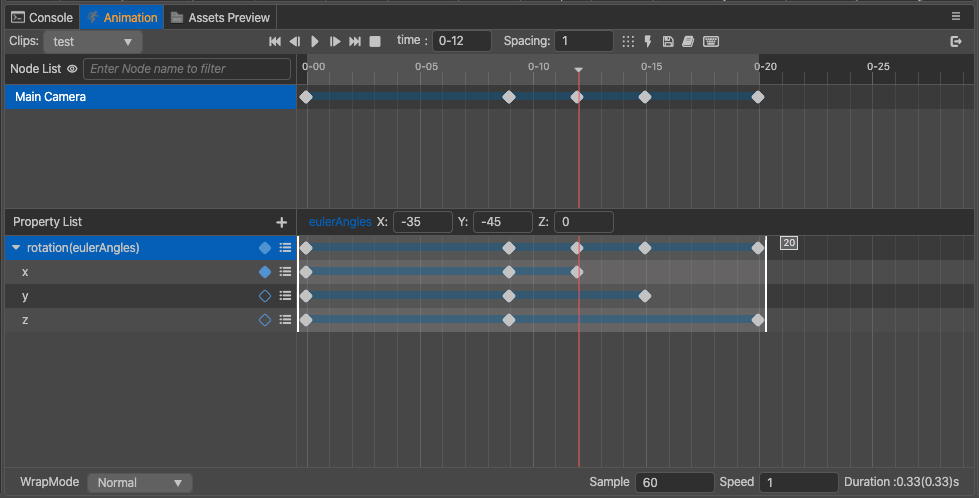 Console Animation Assets Preview
Clips: test time : 0-12 Spacing: 1
Node List Enter Node name to filter 0-00 0-05 0-10 0-15 0-20 0-25
Main Camera
Property List + eulerAngles X: -35 Y: -45 Z: 0
rotation(eulerAngles) 20
x
y
z
WrapMode Normal Sample 60 Speed 1 Duration :0.33(0.33)s